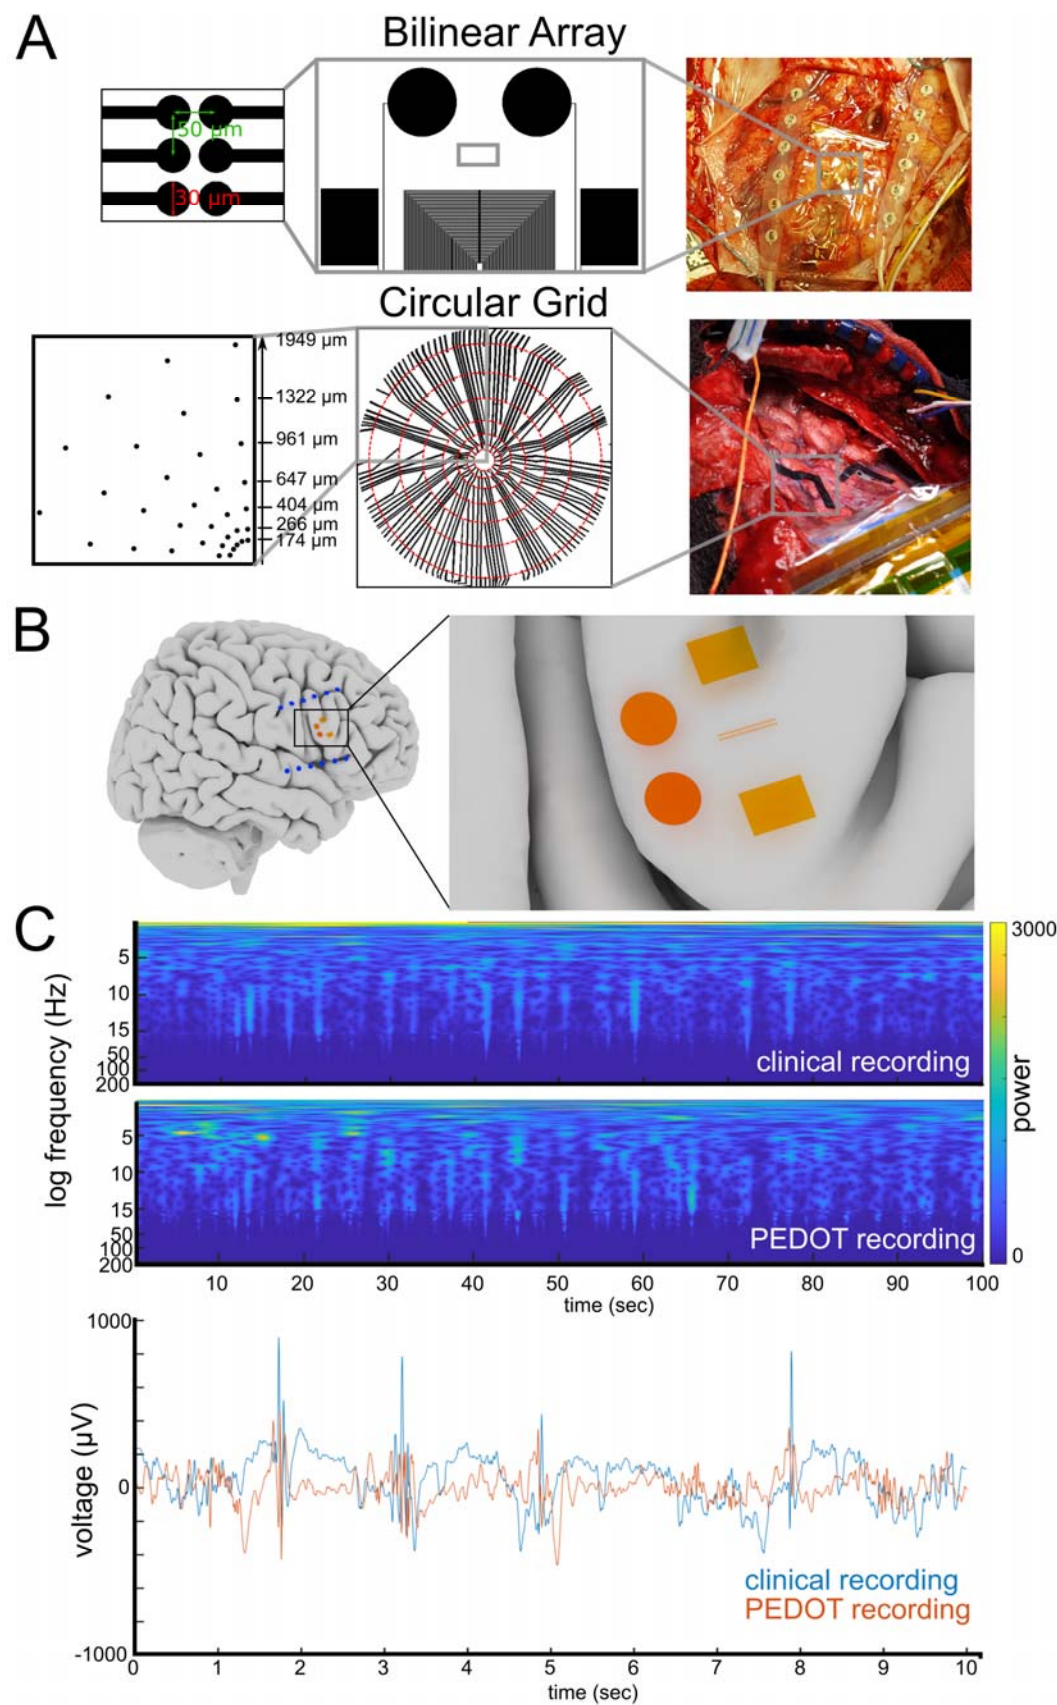 A
Bilinear Array
50 µm
30 µm
Circular Grid
1949 µm
1322 µm
961 µm
647 µm
404 µm
266 µm
174 µm
B
C
log frequency (Hz)
5
10
15
50
100
200
clinical recording
3000
power
0
5
10
15
50
100
200
PEDOT recording
10 20 30 40 50 60 70 80 90 100
time (sec)
voltage (µV)
1000
0
-1000
clinical recording
PEDOT recording
0 1 2 3 4 5 6 7 8 9 10
time (sec)